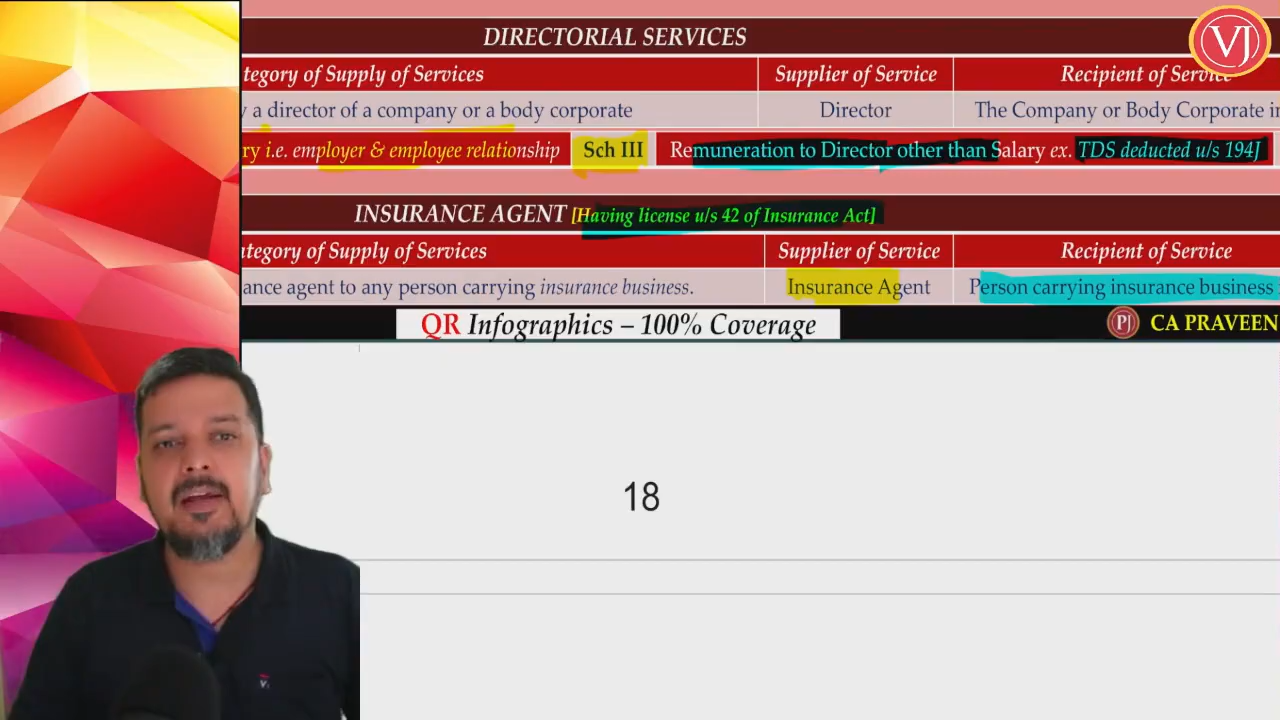 DIRECTORIAL SERVICES
VJ
tegory of Supply of Services Supplier of Service Recipient of Service
a director of a company or a body corporate Director The Company or Body Corporate
ry i.e. employer & employee relationship Sch III Remuneration to Director other than Salary ex. TDS deducted u/s 194J
INSURANCE AGENT [Having license u/s 42 of Insurance Act]
ategory of Supply of Services Supplier of Service Recipient of Service
ance agent to any person carrying insurance business. Insurance Agent Person carrying insurance business
QR Infographics – 100% Coverage PJ CA PRAVEEN
18